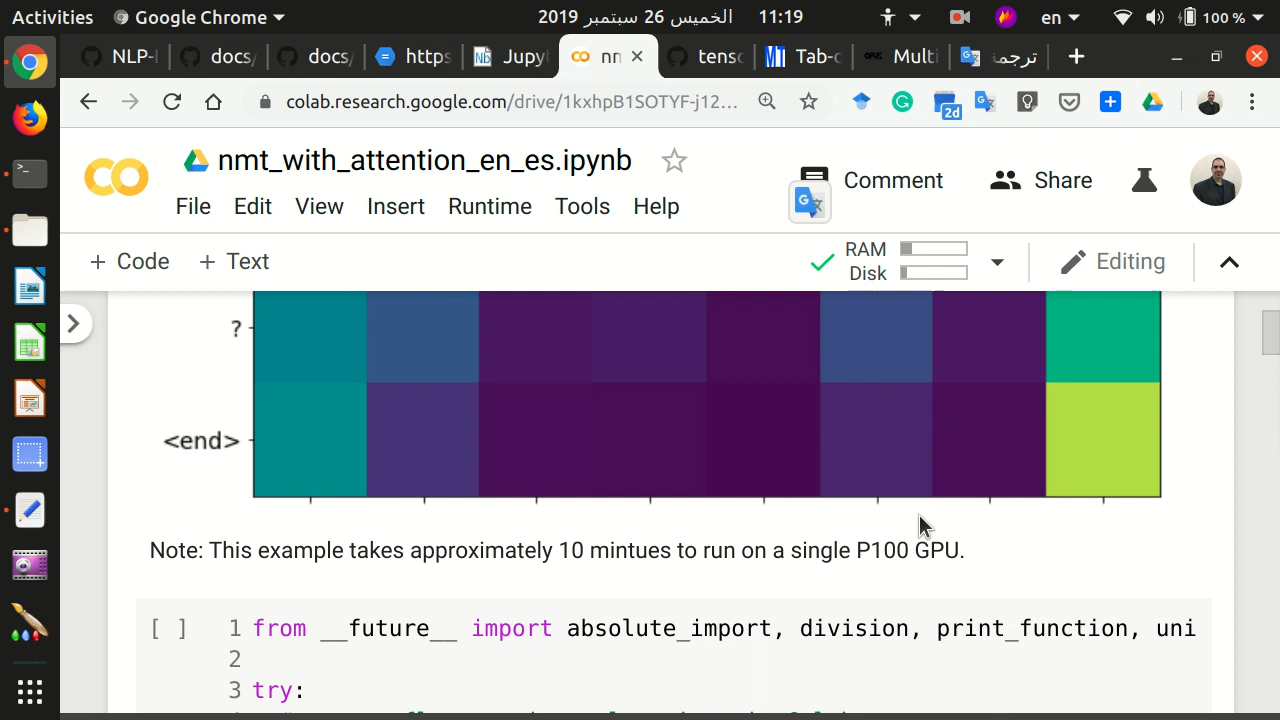 Activities Google Chrome 2019 الخميس 26 سبتمبر 11:19 en 100 %
NLP- docs/ docs/ https Jupy nn tenso Tab-c Multi ترجمة
colab.research.google.com/drive/1kxhpB1SOTYF-j12... 2d
nmt_with_attention_en_es.ipynb
File Edit View Insert Runtime Tools Help
Comment Share
+ Code + Text
RAM
Disk
Editing
?
<end>
Note: This example takes approximately 10 mintues to run on a single P100 GPU.
[ ] 1 from __future__ import absolute_import, division, print_function, uni
2
3 try: